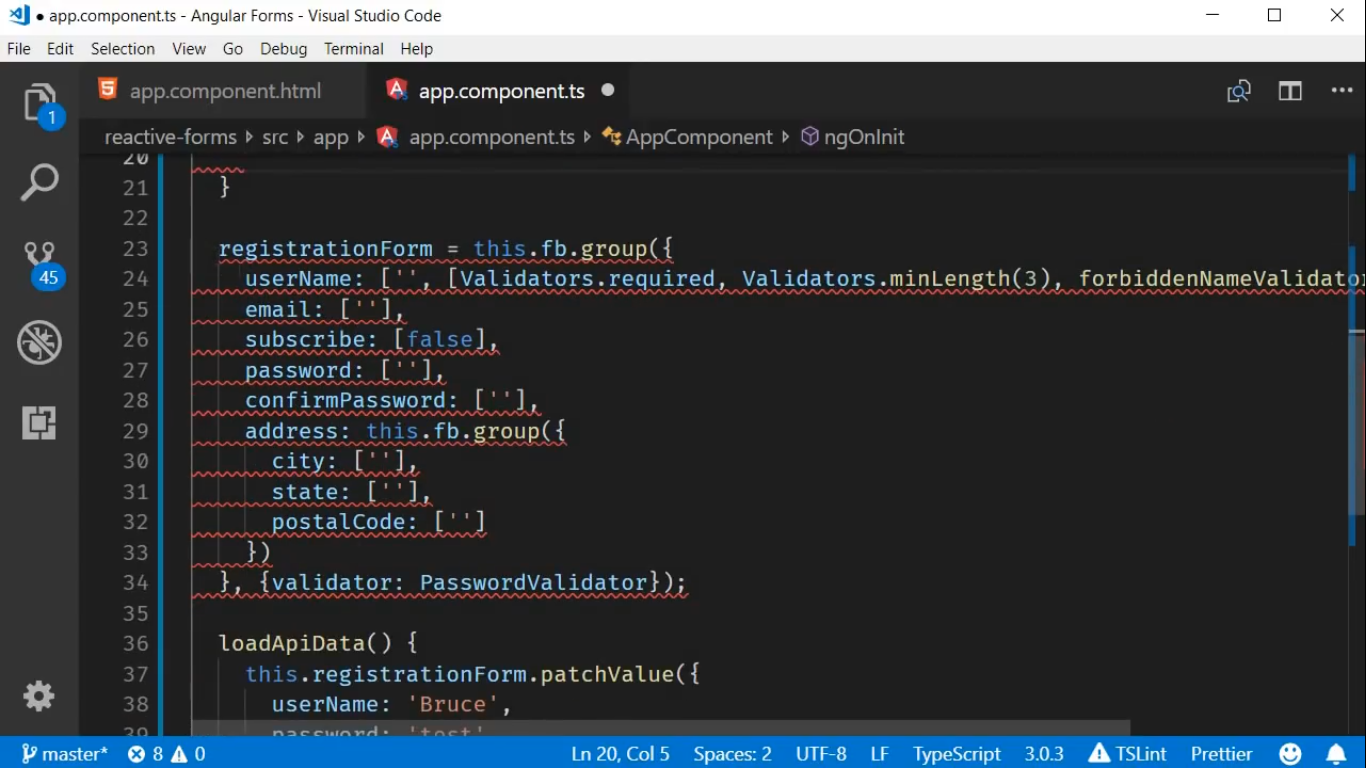 ● app.component.ts - Angular Forms - Visual Studio Code
File Edit Selection View Go Debug Terminal Help
app.component.html app.component.ts ●
1
reactive-forms ▸ src ▸ app ▸ app.component.ts ▸ AppComponent ▸ ngOnInit
20
21 }
22
23 registrationForm = this.fb.group({
45
24 userName: ['', [Validators.required, Validators.minLength(3), forbiddenNameValidator
25 email: [''],
26 subscribe: [false],
27 password: [''],
28 confirmPassword: [''],
29 address: this.fb.group({
30 city: [''],
31 state: [''],
32 postalCode: ['']
33 })
34 }, {validator: PasswordValidator});
35
36 loadApiData() {
37 this.registrationForm.patchValue({
38 userName: 'Bruce',
39 password: 'test'
master* 8 0 Ln 20, Col 5 Spaces: 2 UTF-8 LF TypeScript 3.0.3 TSLint Prettier